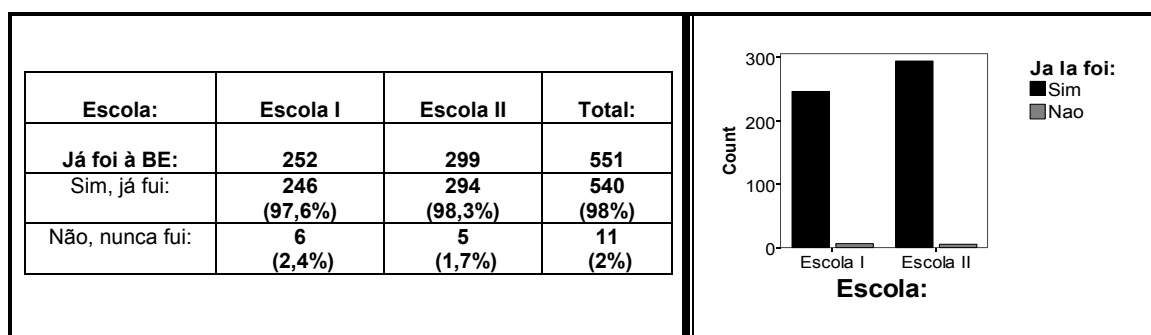 Escola: Escola I Escola II Total:
Já foi à BE: 252 299 551
Sim, já fui: 246 294 540
(97,6%) (98,3%) (98%)
Não, nunca fui: 6 5 11
(2,4%) (1,7%) (2%)
300
200
100
0
Count
Escola I Escola II
Escola:
Ja la foi:
Sim
Nao